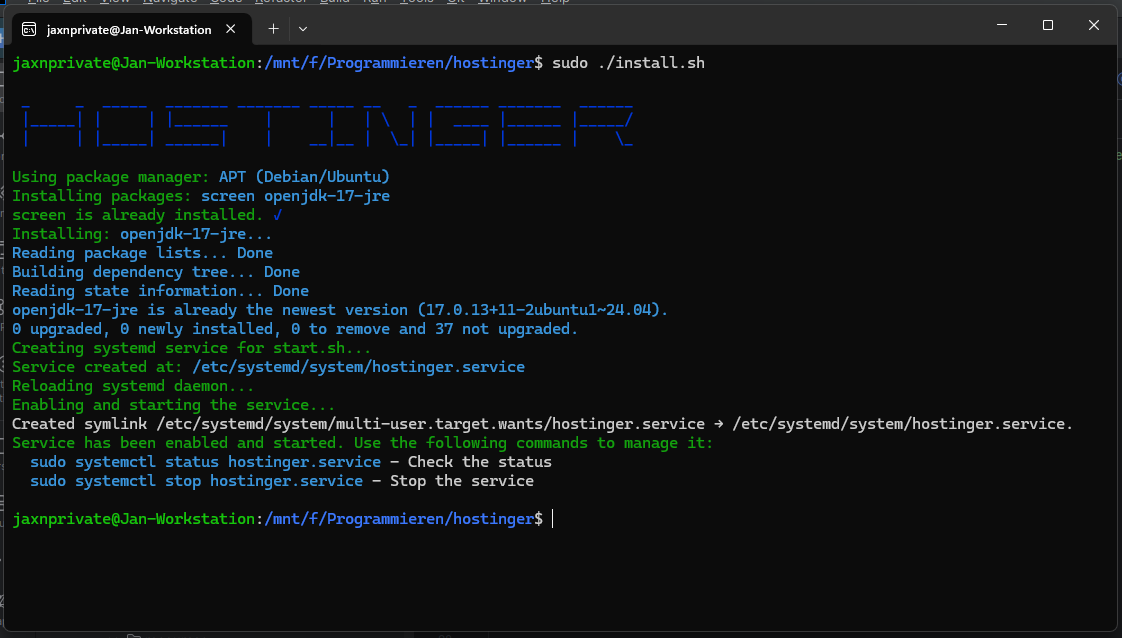 jaxnprivate@Jan-Workstation
jaxnprivate@Jan-Workstation:/mnt/f/Programmieren/hostinger$ sudo ./install.sh
HOSTINGER
Using package manager: APT (Debian/Ubuntu)
Installing packages: screen openjdk-17-jre
screen is already installed. ✓
Installing: openjdk-17-jre...
Reading package lists... Done
Building dependency tree... Done
Reading state information... Done
openjdk-17-jre is already the newest version (17.0.13+11-2ubuntu1~24.04).
0 upgraded, 0 newly installed, 0 to remove and 37 not upgraded.
Creating systemd service for start.sh...
Service created at: /etc/systemd/system/hostinger.service
Reloading systemd daemon...
Enabling and starting the service...
Created symlink /etc/systemd/system/multi-user.target.wants/hostinger.service → /etc/systemd/system/hostinger.service.
Service has been enabled and started. Use the following commands to manage it:
sudo systemctl status hostinger.service - Check the status
sudo systemctl stop hostinger.service - Stop the service
jaxnprivate@Jan-Workstation:/mnt/f/Programmieren/hostinger$